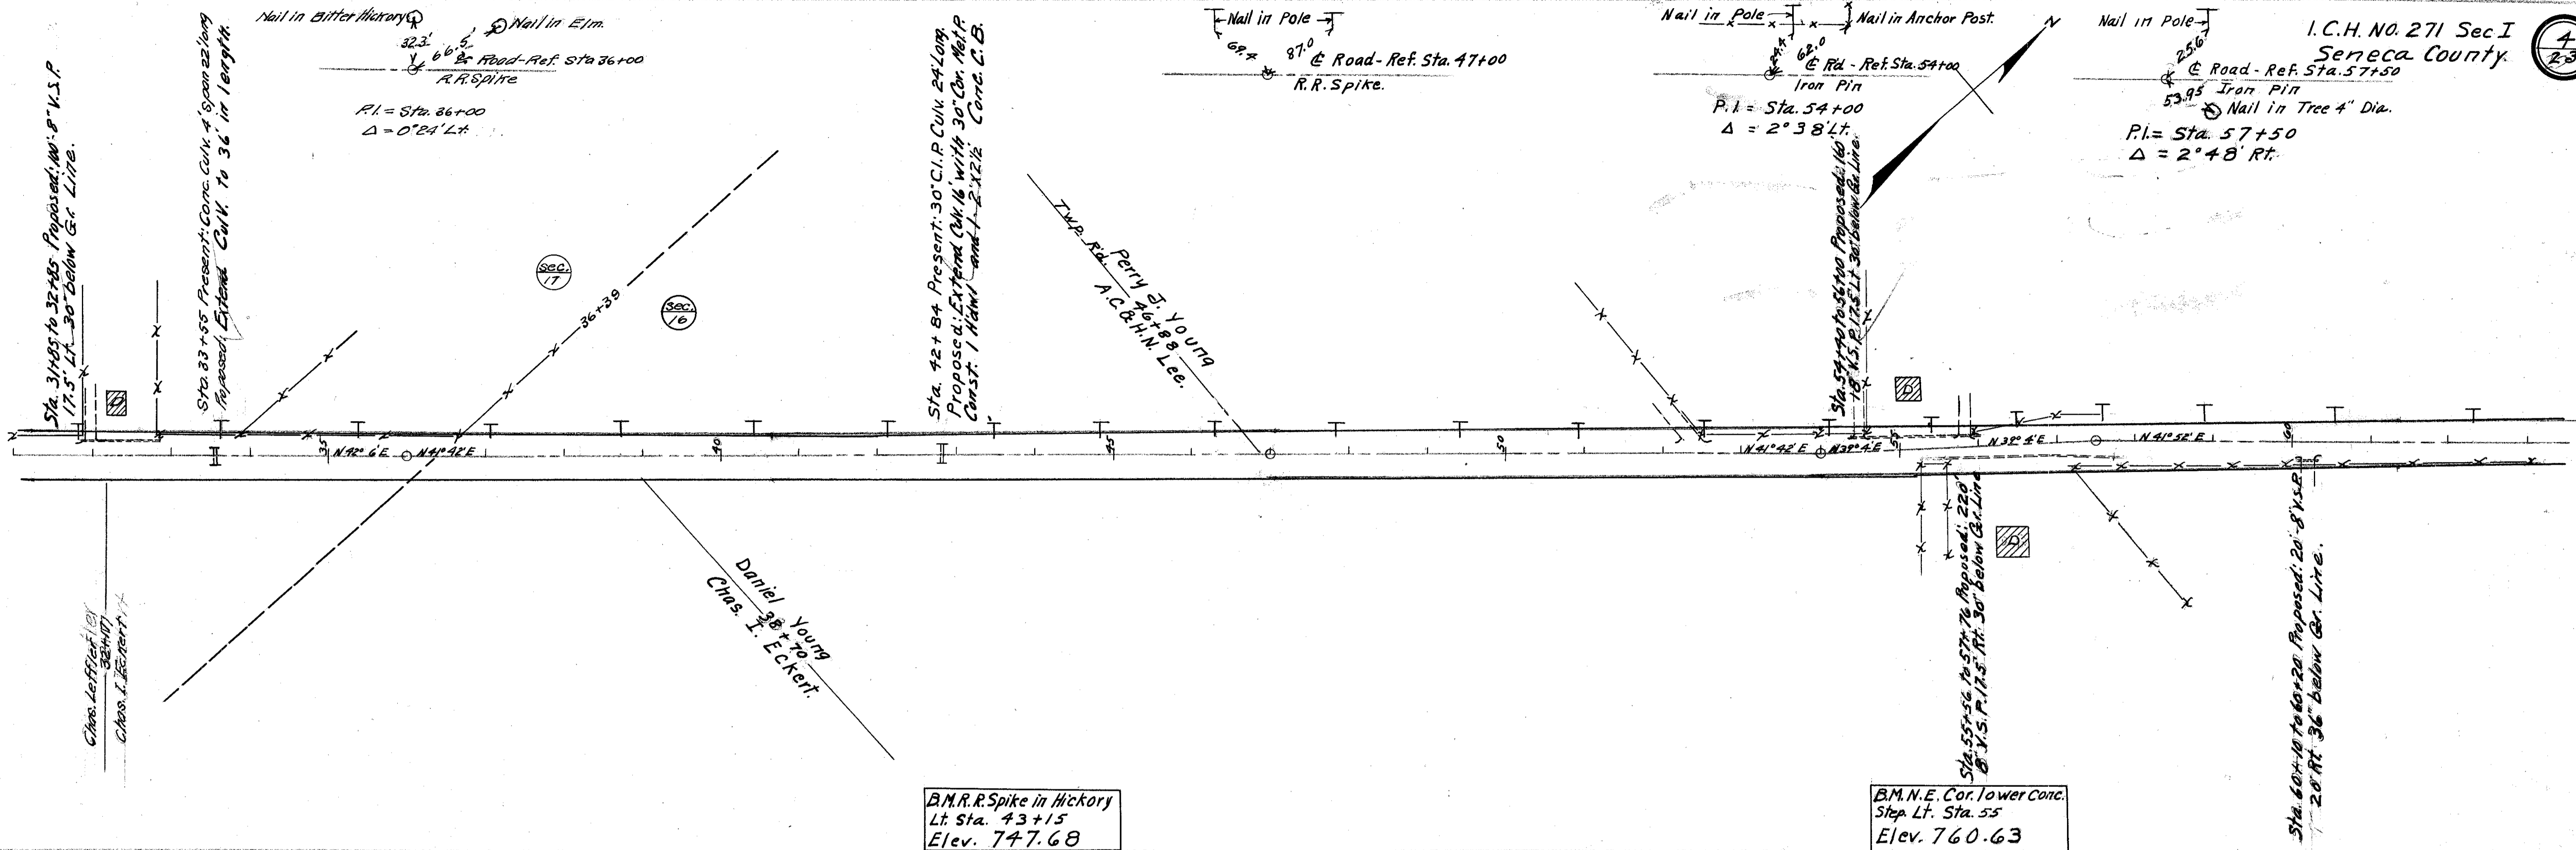 Nail in Bitter Hickory
Nail in Elm.
32.3'
66.5'
℄ Road-Ref. Sta 36+00
R.R. Spike
P.I. = Sta. 36+00
Δ = 0°24' Lt.
Nail in Pole
69.4
87.0
℄ Road-Ref. Sta. 47+00
R.R. Spike.
Nail in Pole
Nail in Anchor Post.
24.4
62.0
℄ Rd-Ref. Sta. 54+00
Iron Pin
P.I. = Sta. 54+00
Δ = 2°38' Lt.
N
Nail in Pole
25.6
℄ Road-Ref. Sta. 57+50
Iron Pin
53.95
Nail in Tree 4" Dia.
P.I. = Sta. 57+50
Δ = 2°48' Rt.
I.C.H. NO. 271 Sec I
Seneca County.
4
23
Sta. 31+85 to 32+85 Proposed: 100'-8" V.S.P.
17.5' Lt. 30" below Gr. Line.
Sta. 33+55 Present: Conc. Culv. 4' Span 22' long
Proposed: Extend Culv. to 36' in length.
sec.
17
sec.
16
36+39
Sta. 42+84 Present: 30" C.I.P. Culv. 24' Long.
Proposed: Extend Culv. 16' with 30" Cor. Met. P.
Const. 1 Hdwl and 1-2'x2½' Conc. C.B.
Perry J. Young
Twp. Rd. 46+88
A.C. & H.N. Lee.
Sta. 54+40 to 56+00 Proposed: 160'
8" V.S.P. 17.5' Lt 30" below Gr. Line.
D
D
35
N 42° 6' E
N 41° 42' E
40
45
50
N 41° 42' E
N 39° 4' E
55
N 39° 4' E
N 41° 52' E
60
Chas. Leffler
32+17
Chas. I. Eckert
Daniel Young
38+70
Chas. I. Eckert.
D
Sta. 55+56 to 57+76 Proposed: 220'
8" V.S.P. 17.5' Rt. 30" below Gr. Line
Sta. 60+10 to 60+20 Proposed: 20'-8" V.S.P.
20' Rt. 36" below Gr. Line.
B.M. R.R. Spike in Hickory
Lt. Sta. 43+15
Elev. 747.68
B.M. N.E. Cor. lower Conc.
Step. Lt. Sta. 55
Elev. 760.63